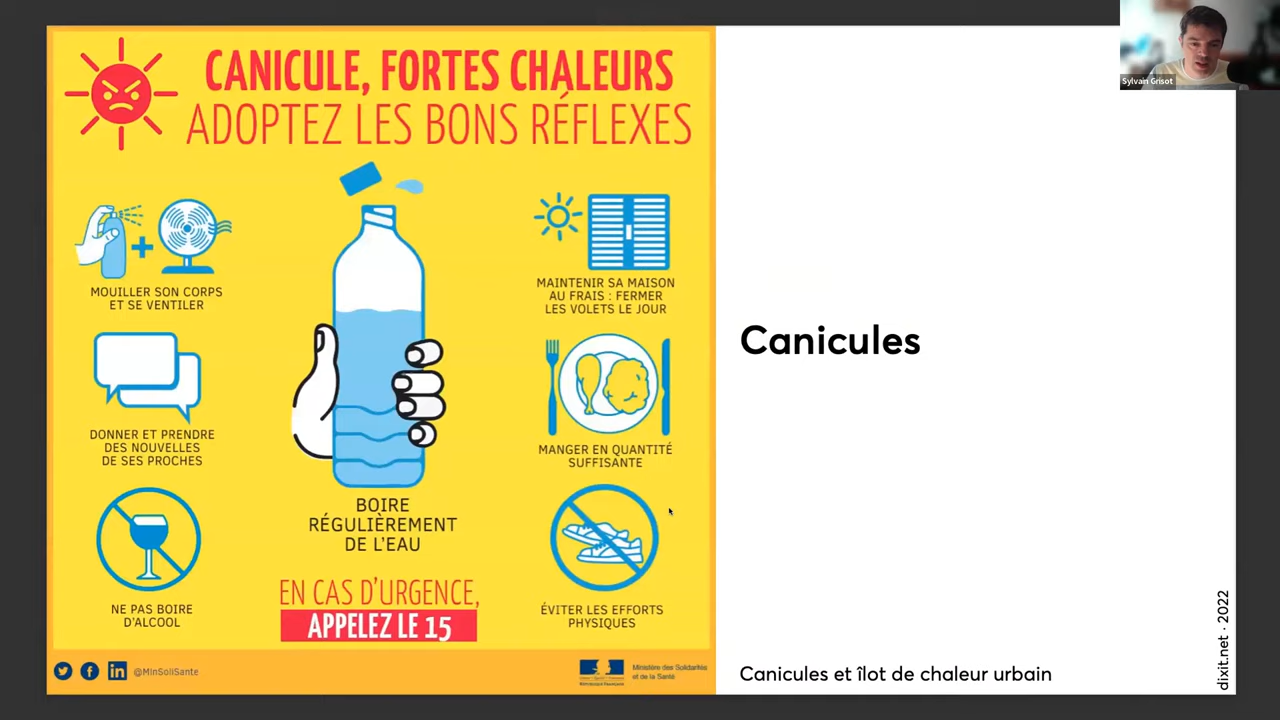 CANICULE, FORTES CHALEURS
ADOPTEZ LES BONS RÉFLEXES
MOUILLER SON CORPS
ET SE VENTILER
DONNER ET PRENDRE
DES NOUVELLES
DE SES PROCHES
NE PAS BOIRE
D'ALCOOL
BOIRE
RÉGULIÈREMENT
DE L'EAU
EN CAS D'URGENCE,
APPELEZ LE 15
MAINTENIR SA MAISON
AU FRAIS : FERMER
LES VOLETS LE JOUR
MANGER EN QUANTITÉ
SUFFISANTE
ÉVITER LES EFFORTS
PHYSIQUES
@MinSoliSante
RÉPUBLIQUE FRANÇAISE
Ministère des Solidarités
et de la Santé
Canicules
Canicules et îlot de chaleur urbain
dixit.net · 2022
Sylvain Grisot